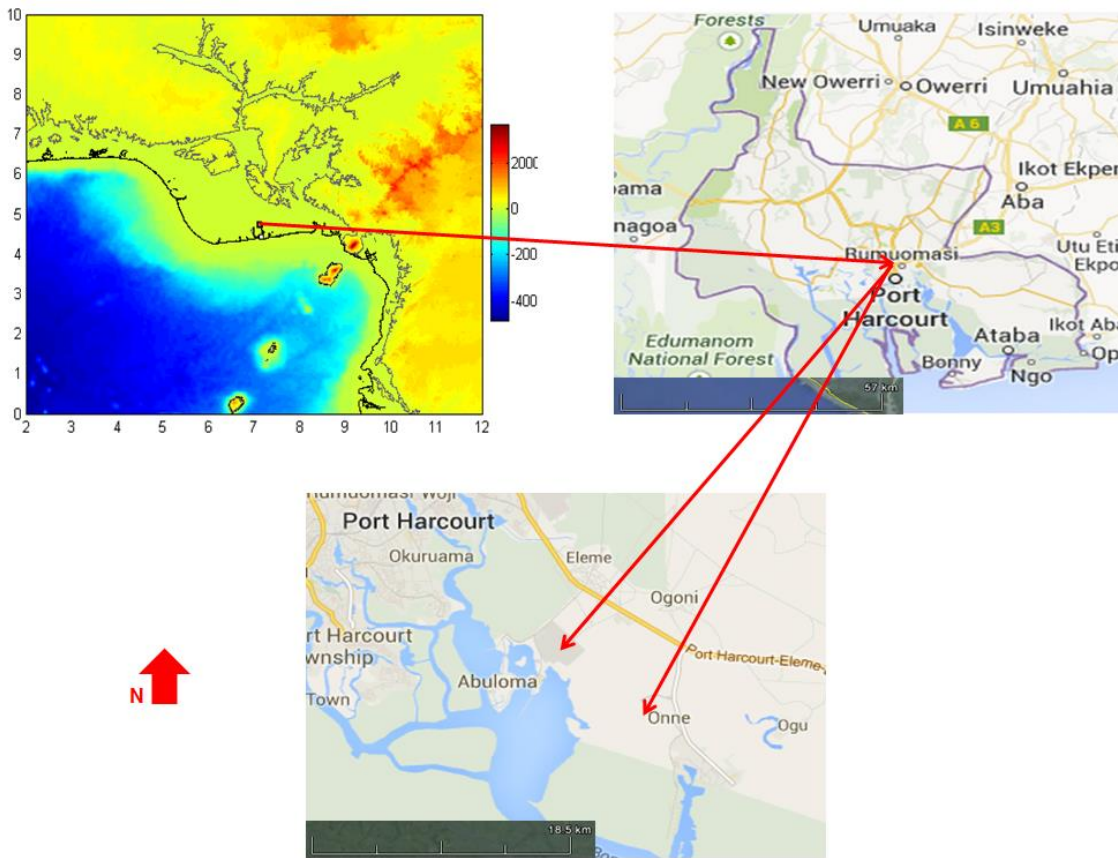 10
9
8
7
6
5
4
3
2
1
0
2 3 4 5 6 7 8 9 10 11 12
2000
0
-200
-400
Forests
Umuaka
Isinweke
New Owerri
Owerri
Umuahia
A 6
Ikot Ekpen
Aba
A3
nagoa
Rumuomasi
Utu Eti
Ekpo
Port
Harcourt
Edumanom
National Forest
Ataba
Ikot Aba
Bonny
Ngo
Op
57 km
Rumuomasi Woji
Port Harcourt
Okuruama
Eleme
Ogoni
rt Harcourt
wnship
Port Harcourt-Eleme-
Abuloma
Town
Onne
Ogu
N
18.5 km